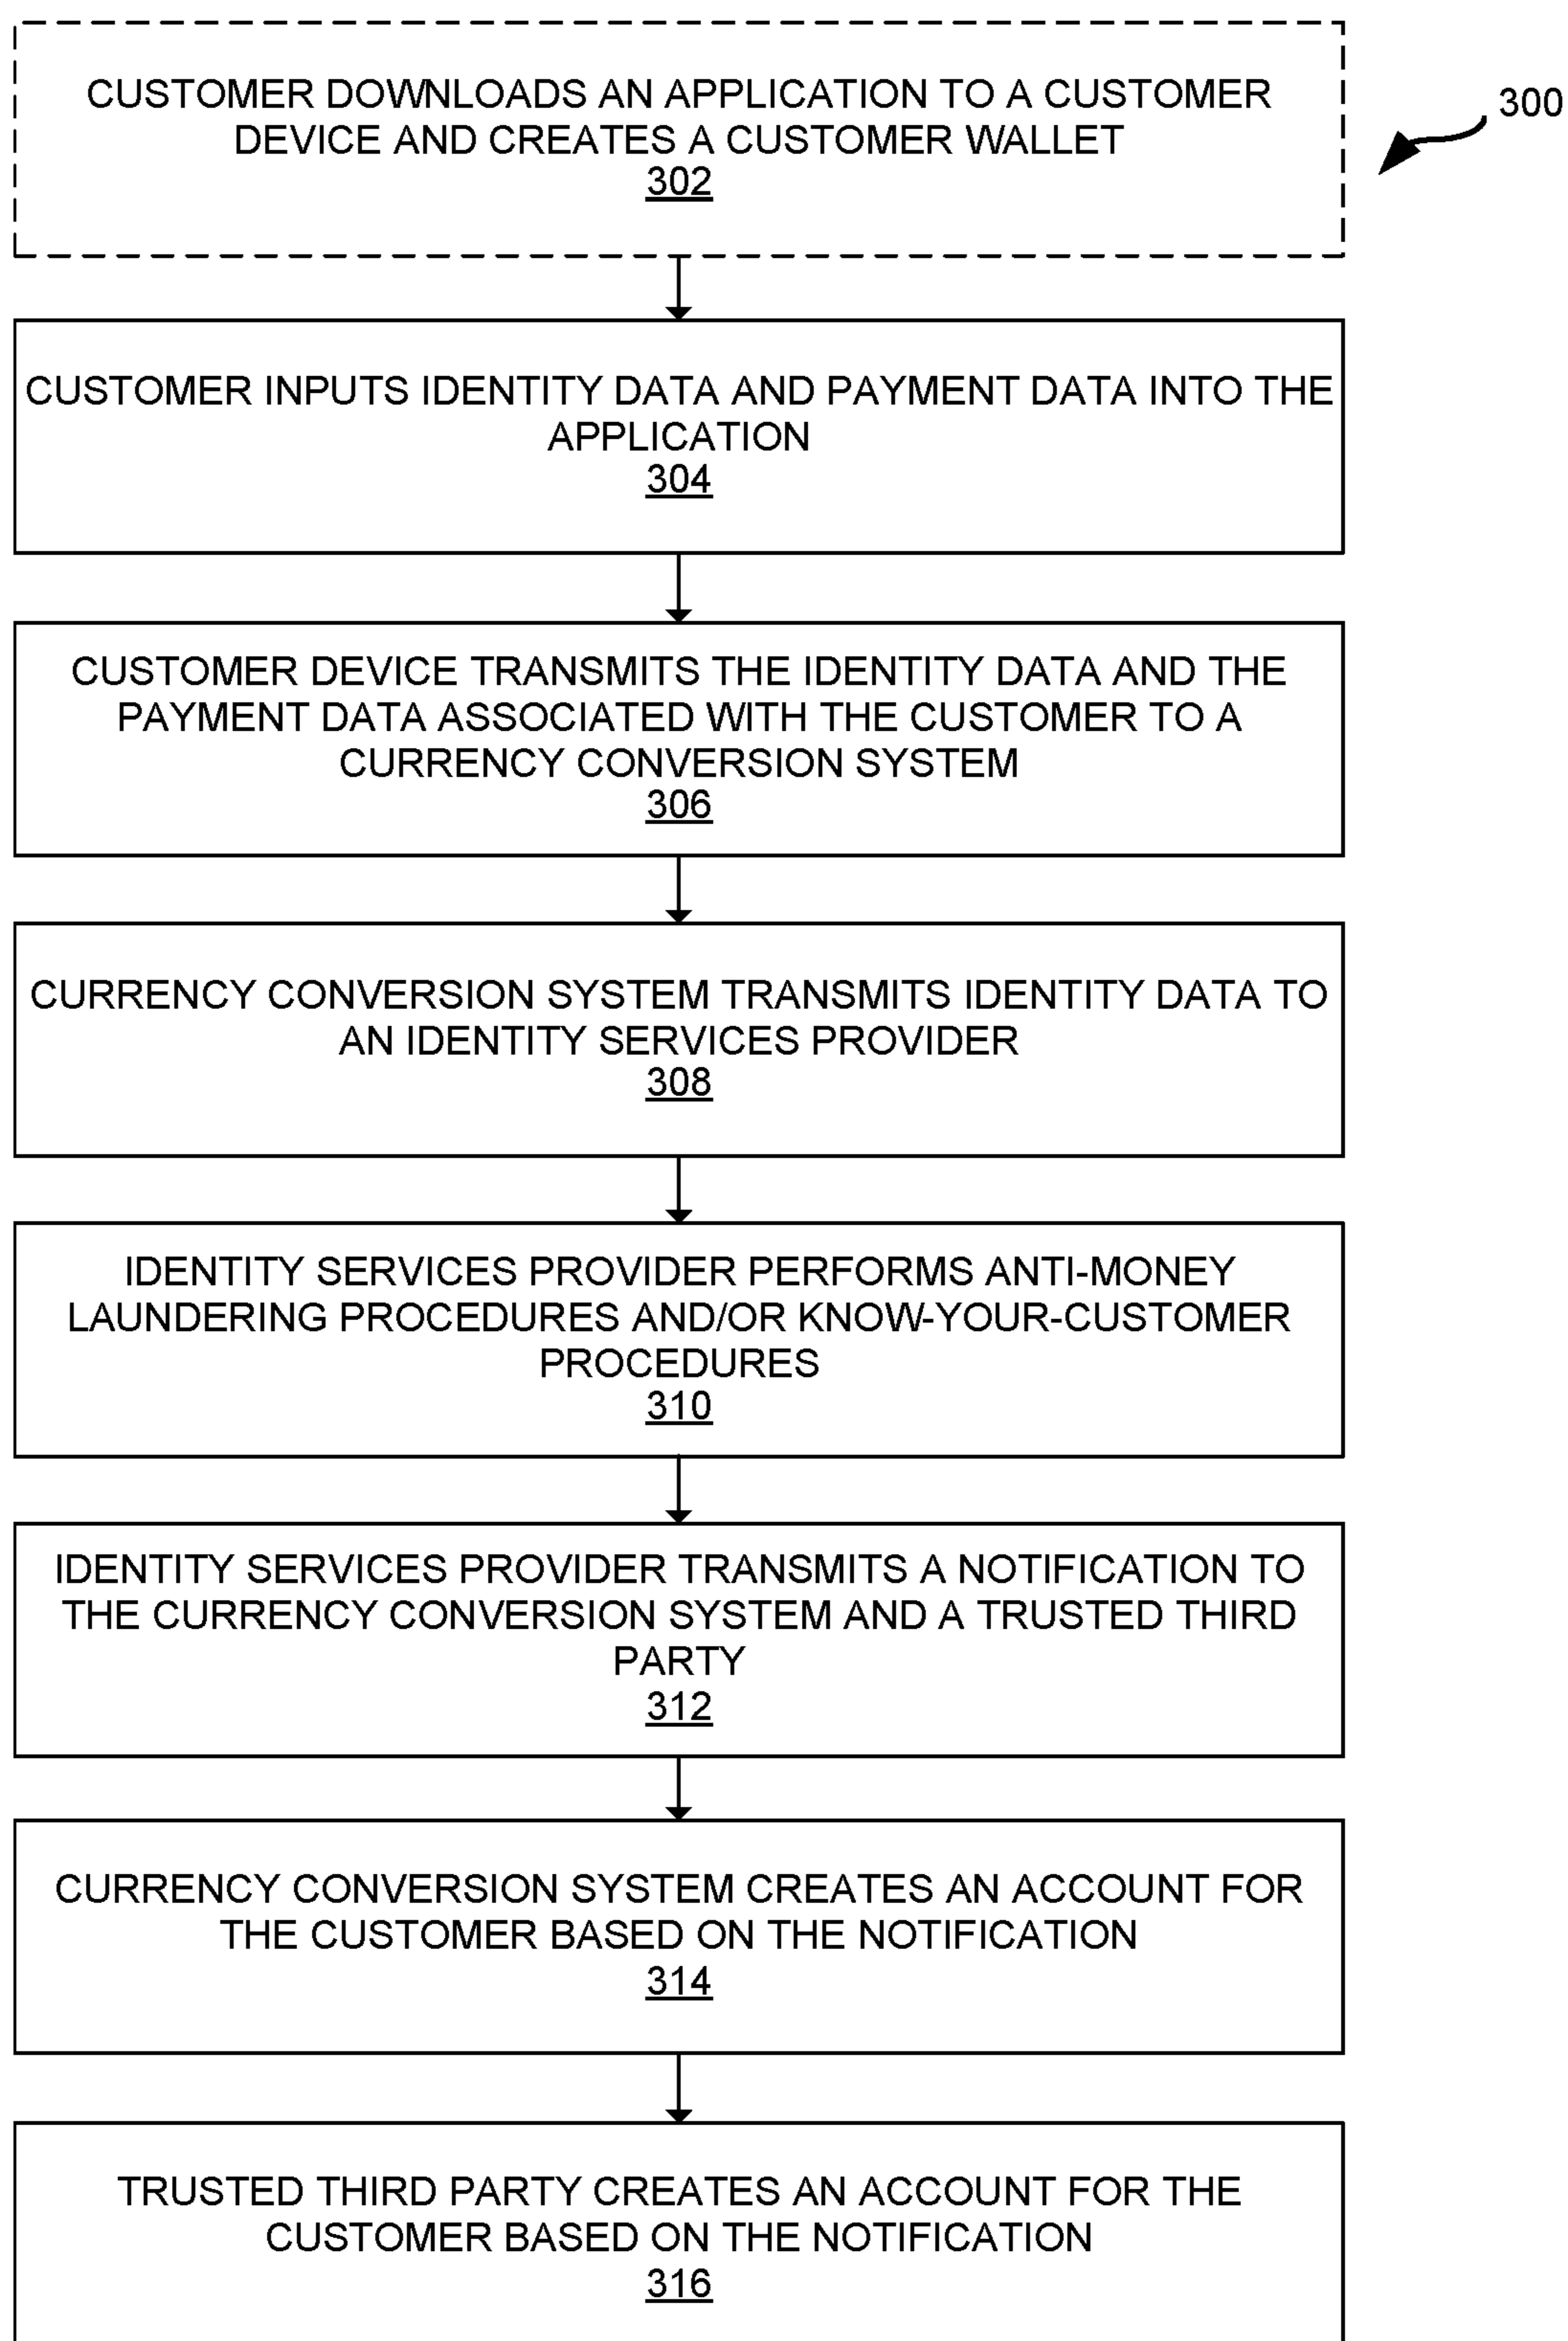 CUSTOMER DOWNLOADS AN APPLICATION TO A CUSTOMER
DEVICE AND CREATES A CUSTOMER WALLET
302
300
CUSTOMER INPUTS IDENTITY DATA AND PAYMENT DATA INTO THE
APPLICATION
304
CUSTOMER DEVICE TRANSMITS THE IDENTITY DATA AND THE
PAYMENT DATA ASSOCIATED WITH THE CUSTOMER TO A
CURRENCY CONVERSION SYSTEM
306
CURRENCY CONVERSION SYSTEM TRANSMITS IDENTITY DATA TO
AN IDENTITY SERVICES PROVIDER
308
IDENTITY SERVICES PROVIDER PERFORMS ANTI-MONEY
LAUNDERING PROCEDURES AND/OR KNOW-YOUR-CUSTOMER
PROCEDURES
310
IDENTITY SERVICES PROVIDER TRANSMITS A NOTIFICATION TO
THE CURRENCY CONVERSION SYSTEM AND A TRUSTED THIRD
PARTY
312
CURRENCY CONVERSION SYSTEM CREATES AN ACCOUNT FOR
THE CUSTOMER BASED ON THE NOTIFICATION
314
TRUSTED THIRD PARTY CREATES AN ACCOUNT FOR THE
CUSTOMER BASED ON THE NOTIFICATION
316